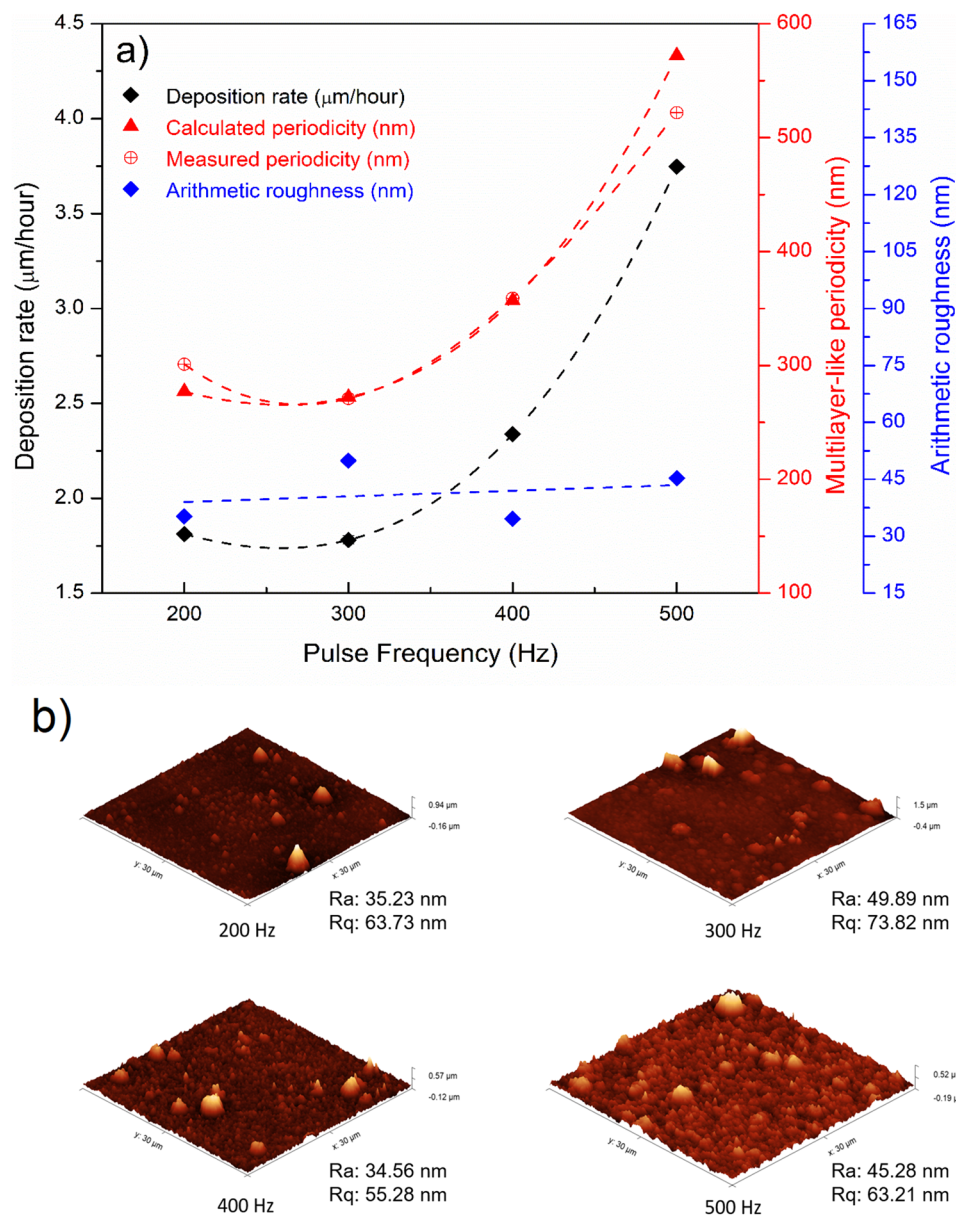 a)
Deposition rate (μm/hour)
Calculated periodicity (nm)
Measured periodicity (nm)
Arithmetic roughness (nm)
4.5
4.0
3.5
3.0
2.5
2.0
1.5
Deposition rate (μm/hour)
600
500
400
300
200
100
Multilayer-like periodicity (nm)
165
150
135
120
105
90
75
60
45
30
15
Arithmetic roughness (nm)
200
300
400
500
Pulse Frequency (Hz)
b)
0.94 μm
-0.16 μm
y: 30 μm
x: 30 μm
Ra: 35.23 nm
Rq: 63.73 nm
200 Hz
1.5 μm
-0.4 μm
y: 30 μm
x: 30 μm
Ra: 49.89 nm
Rq: 73.82 nm
300 Hz
0.57 μm
-0.12 μm
y: 30 μm
x: 30 μm
Ra: 34.56 nm
Rq: 55.28 nm
400 Hz
0.52 μ
-0.19 μ
y: 30 μm
x: 30 μm
Ra: 45.28 nm
Rq: 63.21 nm
500 Hz